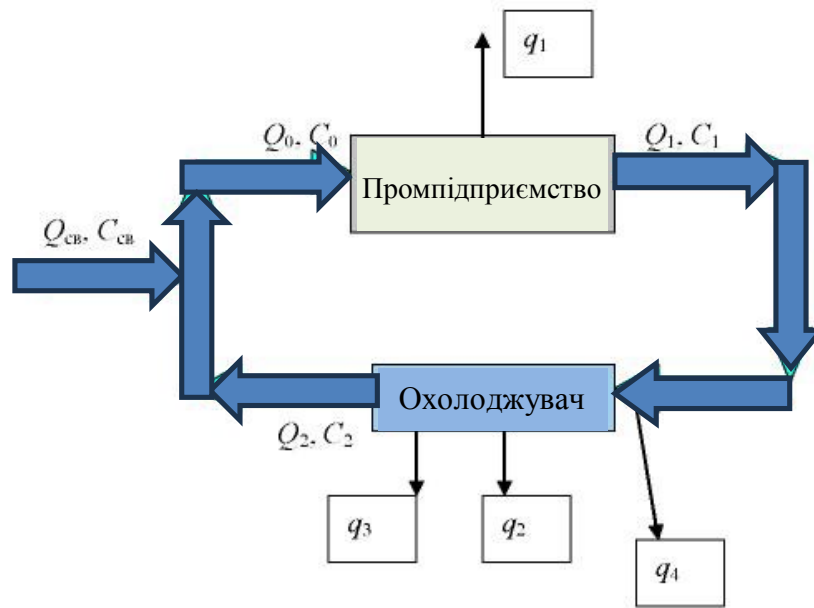 q₁
Q₀, C₀
Q₁, C₁
Промпідприємство
Qсв, Cсв
Охолоджувач
Q₂, C₂
q₃
q₂
q₄